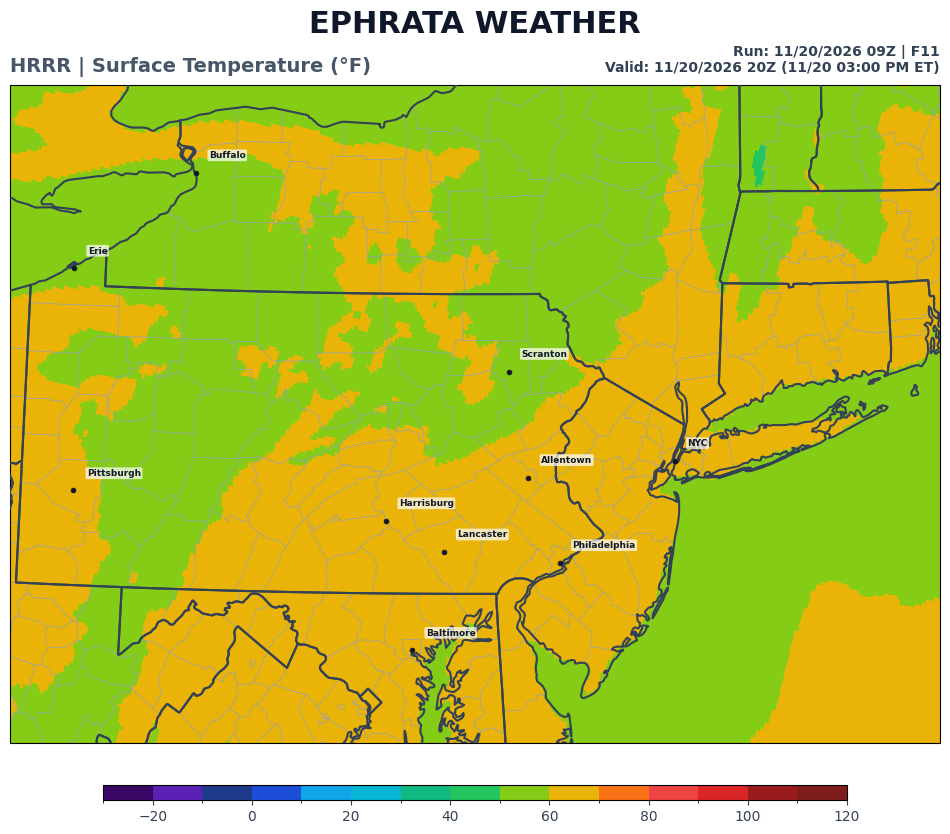 EPHRATA WEATHER
HRRR | Surface Temperature (°F)
Run: 11/20/2026 09Z | F11
Valid: 11/20/2026 20Z (11/20 03:00 PM ET)
Buffalo
Erie
Scranton
NYC
Allentown
Pittsburgh
Harrisburg
Lancaster
Philadelphia
Baltimore
−20 0 20 40 60 80 100 120